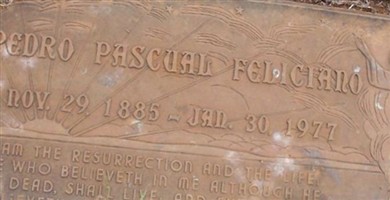 PEDRO PASCUAL FELICIANO
NOV. 29 1885 ~ JAN. 30 1977
AM THE RESURRECTION AND THE LIFE
WHO BELIEVETH IN ME ALTHOUGH HE
DEAD, SHALL LIVE, AND